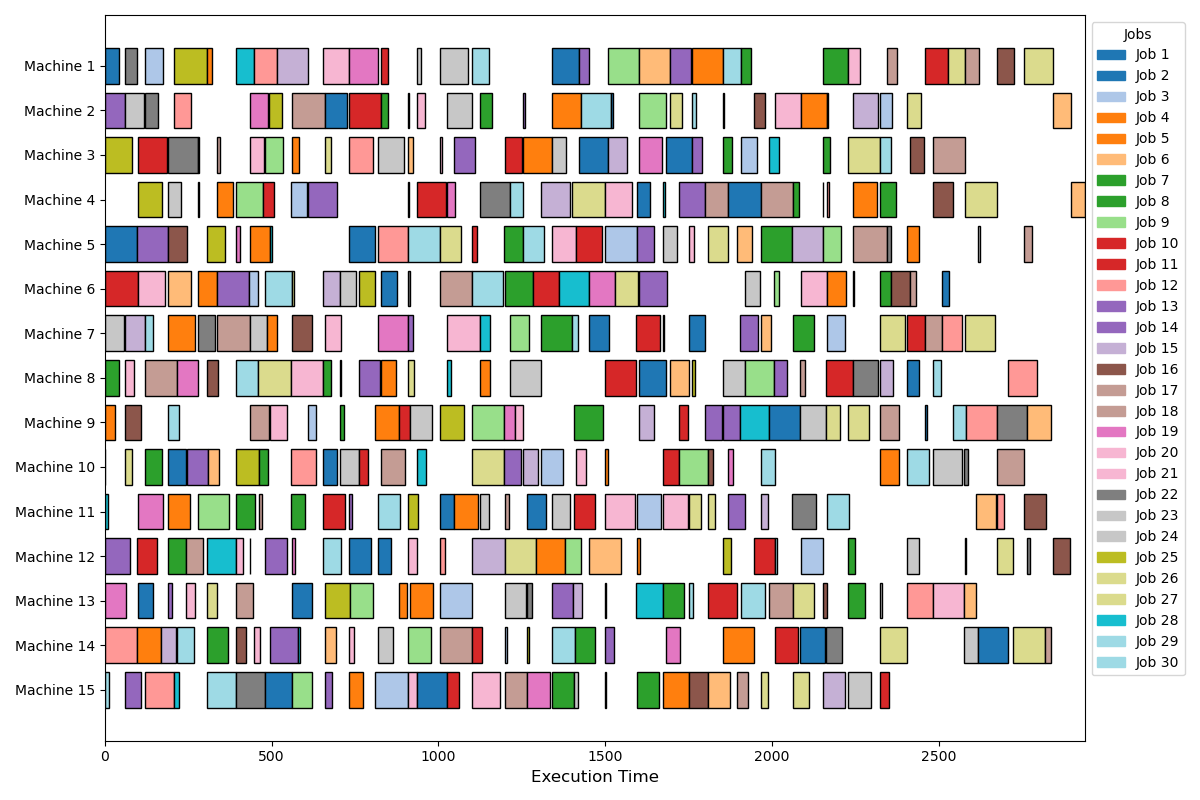 Machine 1
Machine 2
Machine 3
Machine 4
Machine 5
Machine 6
Machine 7
Machine 8
Machine 9
Machine 10
Machine 11
Machine 12
Machine 13
Machine 14
Machine 15
0 500 1000 1500 2000 2500
Execution Time
Jobs
Job 1
Job 2
Job 3
Job 4
Job 5
Job 6
Job 7
Job 8
Job 9
Job 10
Job 11
Job 12
Job 13
Job 14
Job 15
Job 16
Job 17
Job 18
Job 19
Job 20
Job 21
Job 22
Job 23
Job 24
Job 25
Job 26
Job 27
Job 28
Job 29
Job 30